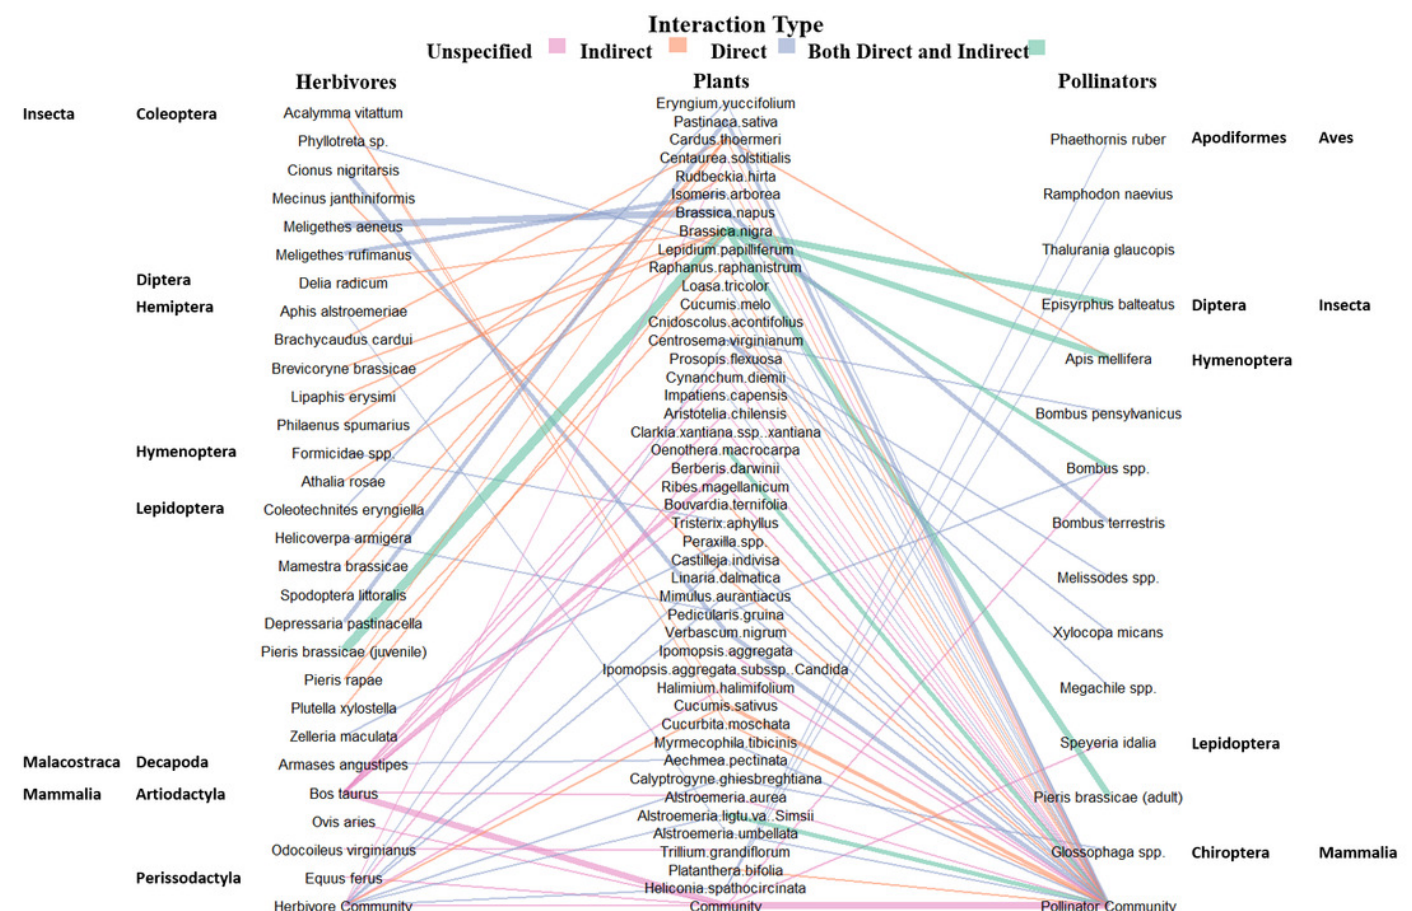 Interaction Type
Unspecified Indirect Direct Both Direct and Indirect
Herbivores Plants Pollinators
Insecta Coleoptera
Acalymma vitattum
Phyllotreta sp.
Cionus nigritarsis
Mecinus janthiniformis
Meligethes aeneus
Meligethes rufimanus
Diptera
Delia radicum
Hemiptera
Aphis alstroemeriae
Brachycaudus cardui
Brevicoryne brassicae
Lipaphis erysimi
Philaenus spumarius
Hymenoptera
Formicidae spp.
Athalia rosae
Lepidoptera
Coleotechnites eryngiella
Helicoverpa armigera
Mamestra brassicae
Spodoptera littoralis
Depressaria pastinacella
Pieris brassicae (juvenile)
Pieris rapae
Plutella xylostella
Zelleria maculata
Malacostraca Decapoda
Armases angustipes
Mammalia Artiodactyla
Bos taurus
Ovis aries
Odocoileus virginianus
Perissodactyla
Equus ferus
Herbivore Community
Eryngium.yuccifolium
Pastinaca.sativa
Cardus.thoermeri
Centaurea.solstitialis
Rudbeckia.hirta
Isomeris.arborea
Brassica.napus
Brassica.nigra
Lepidium.papilliferum
Raphanus.raphanistrum
Loasa.tricolor
Cucumis.melo
Cnidoscolus.acontifolius
Centrosema.virginianum
Prosopis.flexuosa
Cynanchum.diemii
Impatiens.capensis
Aristotelia.chilensis
Clarkia.xantiana.ssp..xantiana
Oenothera.macrocarpa
Berberis.darwinii
Ribes.magellanicum
Bouvardia.ternifolia
Tristerix.aphyllus
Peraxilla.spp.
Castilleja.indivisa
Linaria.dalmatica
Mimulus.aurantiacus
Pedicularis.gruina
Verbascum.nigrum
Ipomopsis.aggregata
Ipomopsis.aggregata.subssp..Candida
Halimium.halimifolium
Cucumis.sativus
Cucurbita.moschata
Myrmecophila.tibicinis
Aechmea.pectinata
Calyptrogyne.ghiesbreghtiana
Alstroemeria.aurea
Alstroemeria.ligtu.va..Simsii
Alstroemeria.umbellata
Trillium.grandiflorum
Platanthera.bifolia
Heliconia.spathocircinata
Community
Phaethornis ruber Apodiformes Aves
Ramphodon naevius
Thalurania glaucopis
Episyrphus balteatus Diptera Insecta
Apis mellifera Hymenoptera
Bombus pensylvanicus
Bombus spp.
Bombus terrestris
Melissodes spp.
Xylocopa micans
Megachile spp.
Speyeria idalia Lepidoptera
Pieris brassicae (adult)
Glossophaga spp. Chiroptera Mammalia
Pollinator Community